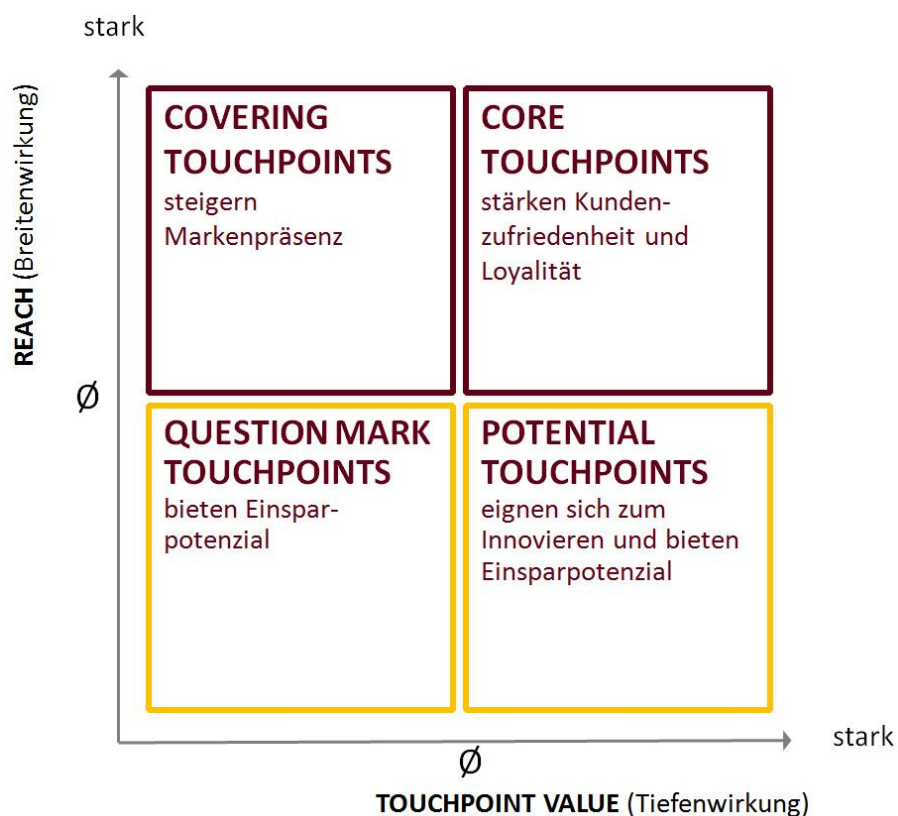 stark
REACH (Breitenwirkung)
COVERING
TOUCHPOINTS
steigern
Markenpräsenz
CORE
TOUCHPOINTS
stärken Kunden-
zufriedenheit und
Loyalität
Ø
QUESTION MARK
TOUCHPOINTS
bieten Einspar-
potenzial
POTENTIAL
TOUCHPOINTS
eignen sich zum
Innovieren und bieten
Einsparpotenzial
stark
Ø
TOUCHPOINT VALUE (Tiefenwirkung)